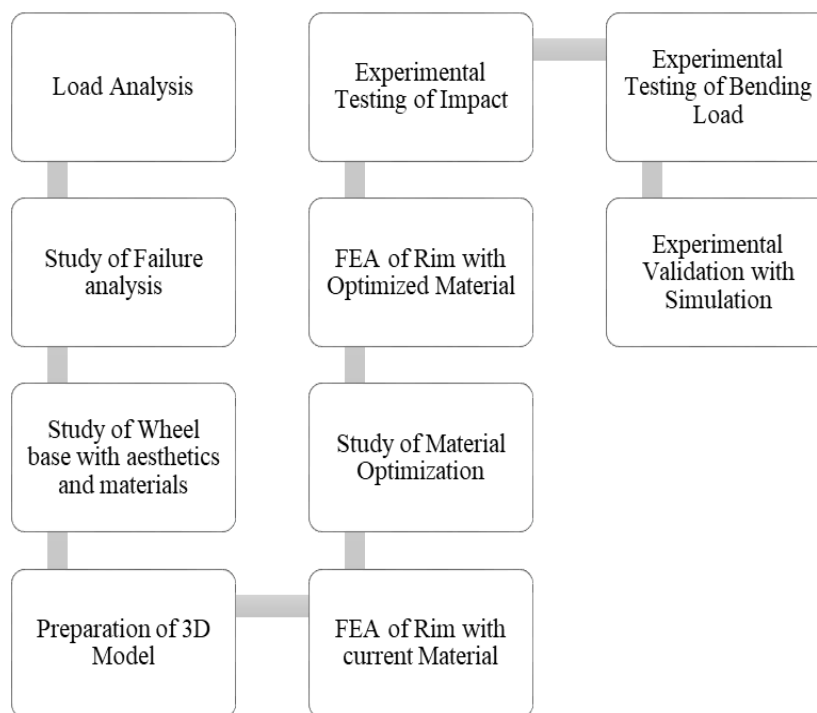 Load Analysis
Study of Failure
analysis
Study of Wheel
base with aesthetics
and materials
Preparation of 3D
Model
FEA of Rim with
current Material
Study of Material
Optimization
FEA of Rim with
Optimized Material
Experimental
Testing of Impact
Experimental
Testing of Bending
Load
Experimental
Validation with
Simulation